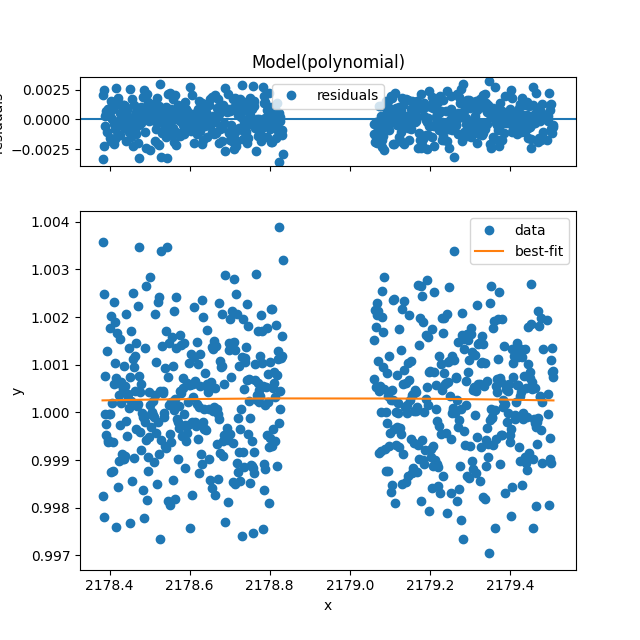 Model(polynomial)
residuals
0.0025
0.0000
−0.0025
residuals
1.004
1.003
1.002
1.001
1.000
0.999
0.998
0.997
y
data
best-fit
2178.4 2178.6 2178.8 2179.0 2179.2 2179.4
x